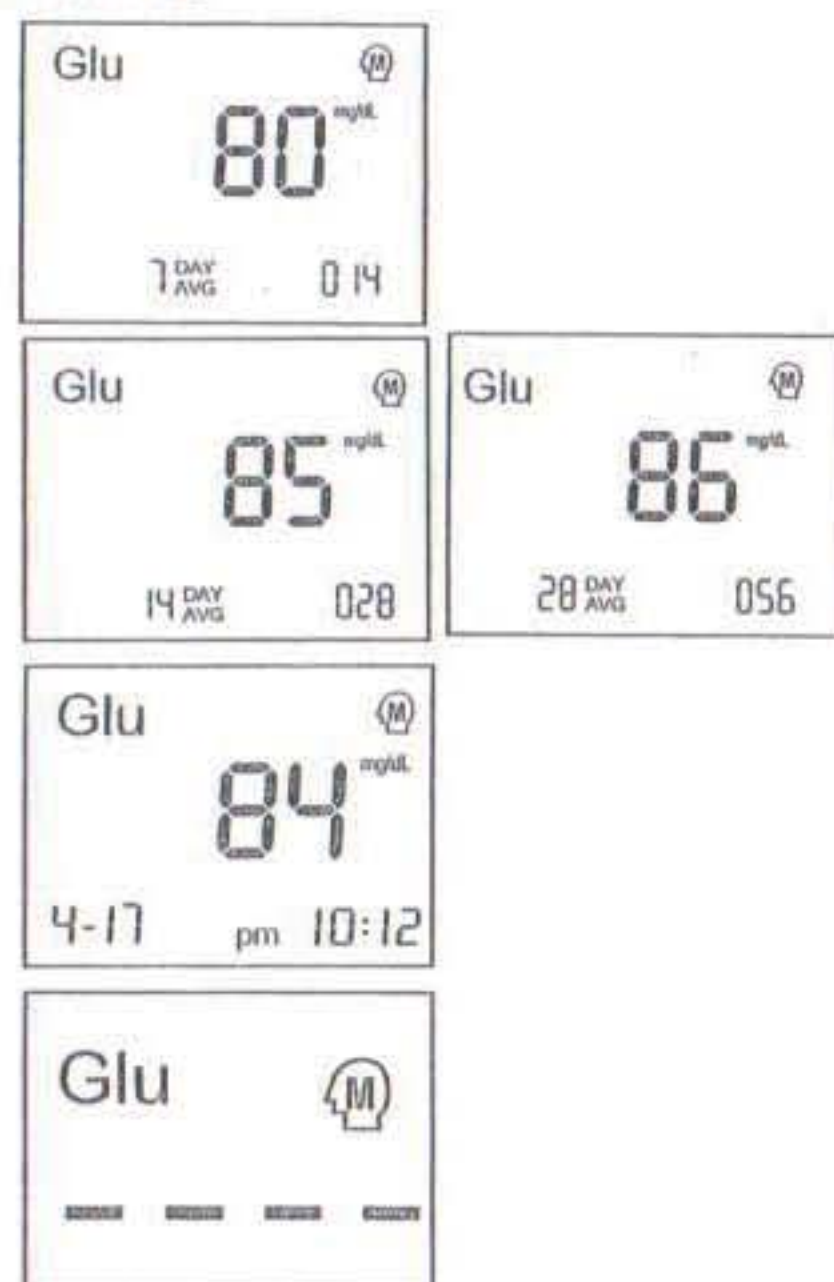 Glu M
80 mg/dL
7 DAY AVG 014
Glu M
85 mg/dL
14 DAY AVG 028
Glu M
86 mg/dL
28 DAY AVG 056
Glu M
84 mg/dL
4-17 pm 10:12
Glu M
----